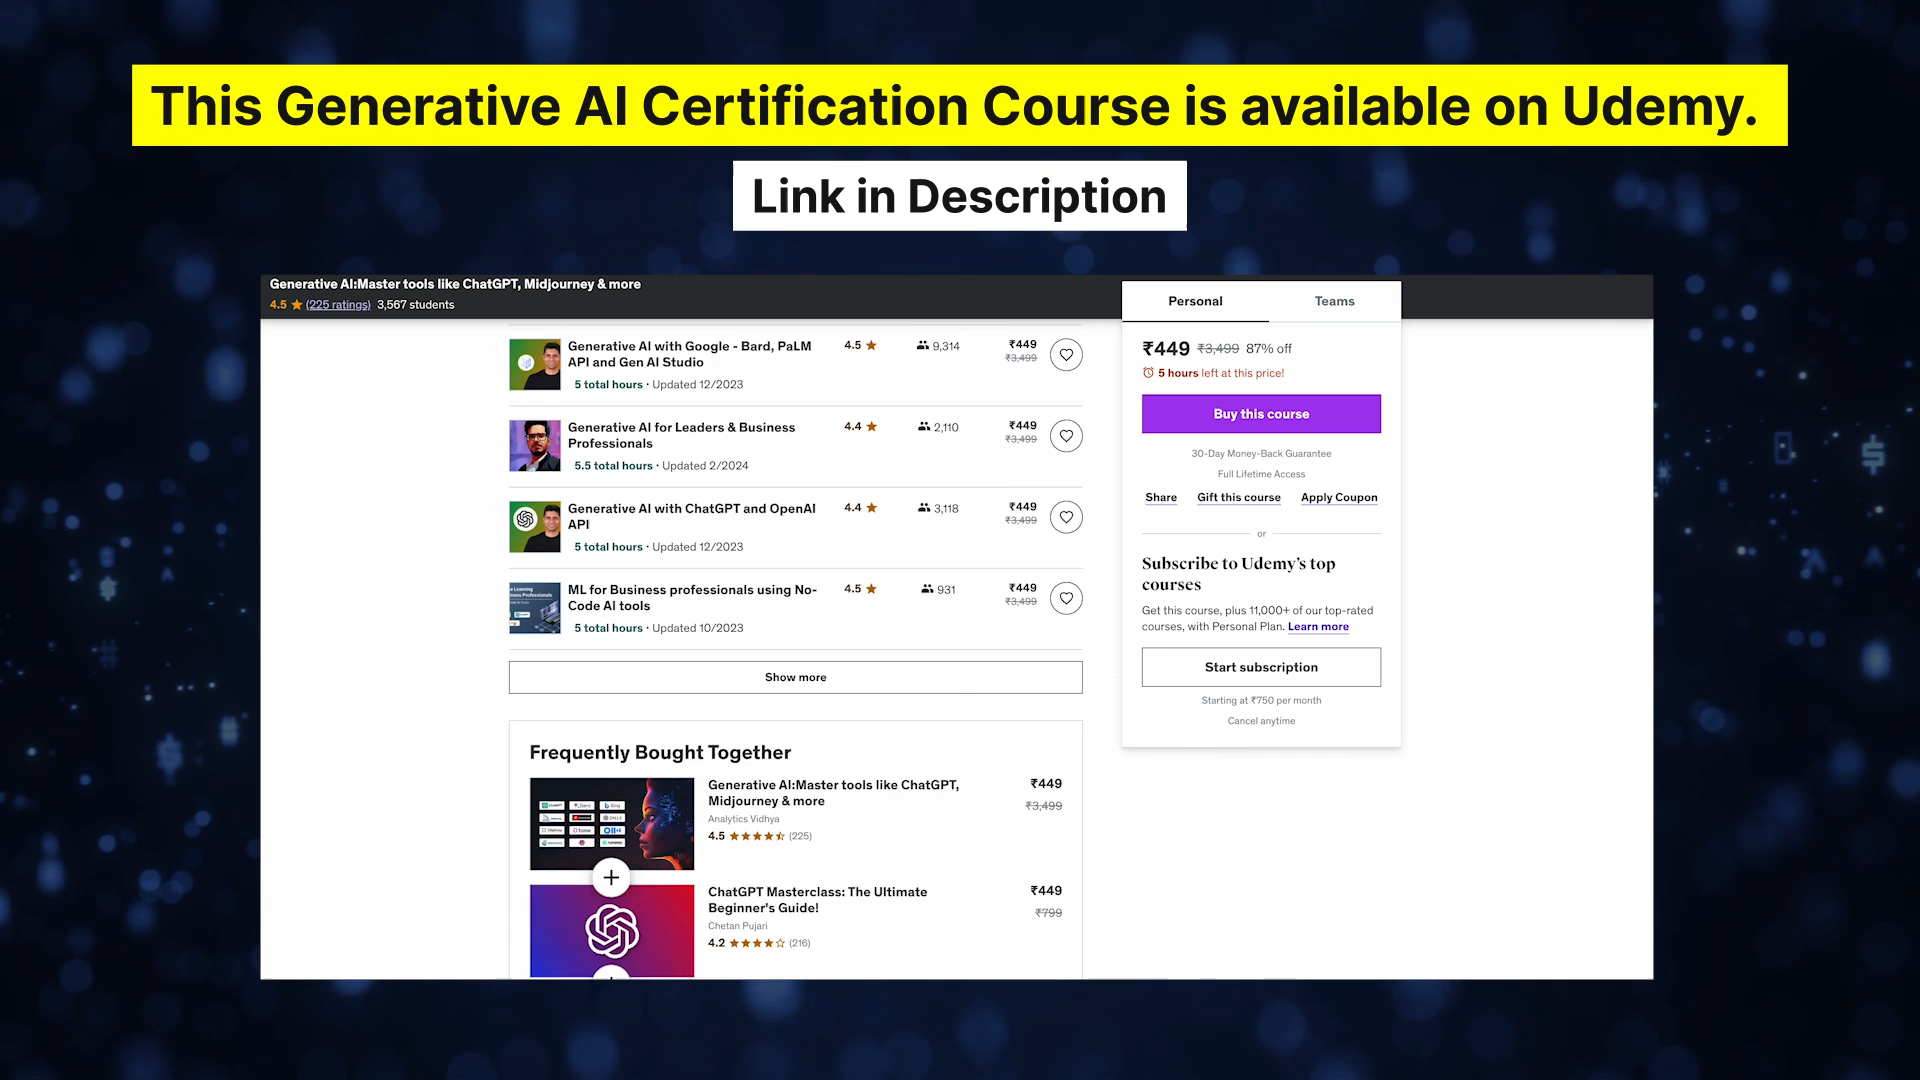 This Generative AI Certification Course is available on Udemy.
Link in Description
Generative AI:Master tools like ChatGPT, Midjourney & more
4.5 ★ (225 ratings) 3,567 students
Personal Teams
Generative AI with Google - Bard, PaLM
API and Gen AI Studio
5 total hours · Updated 12/2023
4.5 ★ 9,314 ₹449
₹3,499
Generative AI for Leaders & Business
Professionals
5.5 total hours · Updated 2/2024
4.4 ★ 2,110 ₹449
₹3,499
Generative AI with ChatGPT and OpenAI
API
5 total hours · Updated 12/2023
4.4 ★ 3,118 ₹449
₹3,499
ML for Business professionals using No-
Code AI tools
5 total hours · Updated 10/2023
4.5 ★ 931 ₹449
₹3,499
Show more
Frequently Bought Together
Generative AI:Master tools like ChatGPT,
Midjourney & more
Analytics Vidhya
4.5 (225)
₹449
₹3,499
ChatGPT Masterclass: The Ultimate
Beginner's Guide!
Chetan Pujari
4.2 (216)
₹449
₹799
₹449 ₹3,499 87% off
5 hours left at this price!
Buy this course
30-Day Money-Back Guarantee
Full Lifetime Access
Share Gift this course Apply Coupon
or
Subscribe to Udemy's top
courses
Get this course, plus 11,000+ of our top-rated
courses, with Personal Plan. Learn more
Start subscription
Starting at ₹750 per month
Cancel anytime